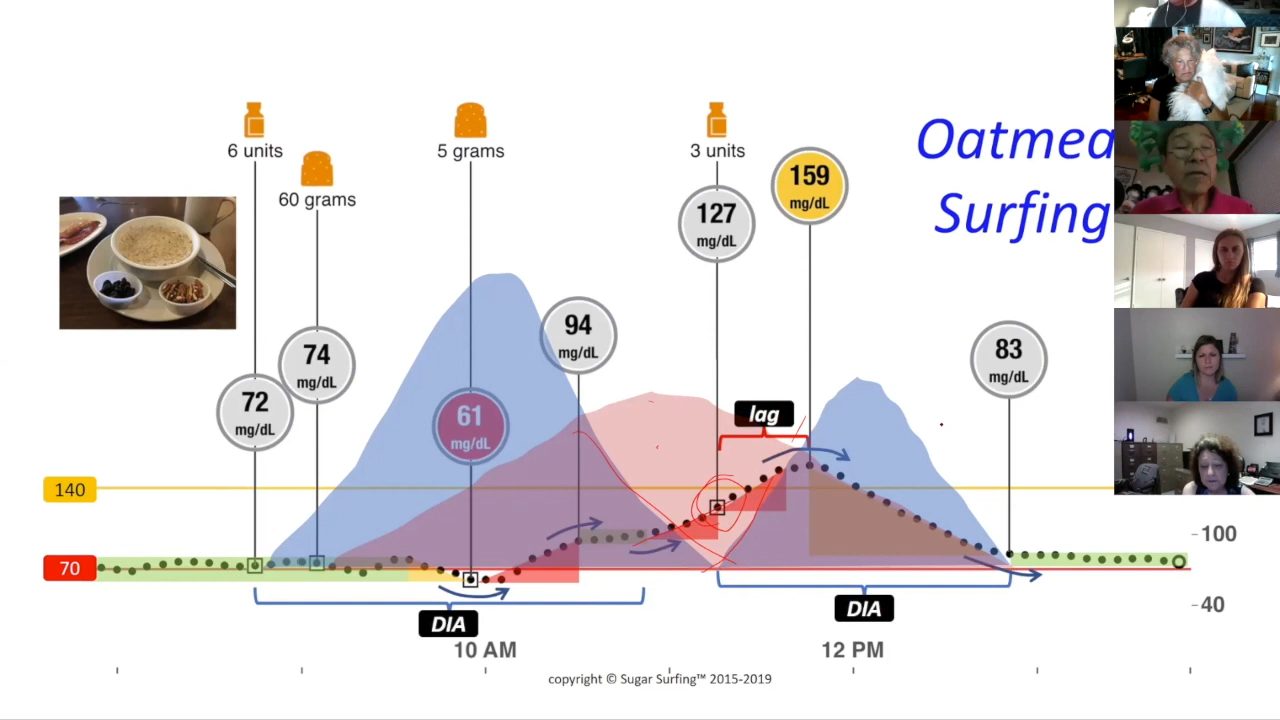 6 units
60 grams
5 grams
3 units
Oatmea
Surfing
72
mg/dL
74
mg/dL
61
mg/dL
94
mg/dL
127
mg/dL
159
mg/dL
83
mg/dL
lag
140
70
100
40
DIA
DIA
10 AM
12 PM
copyright © Sugar Surfing™ 2015-2019